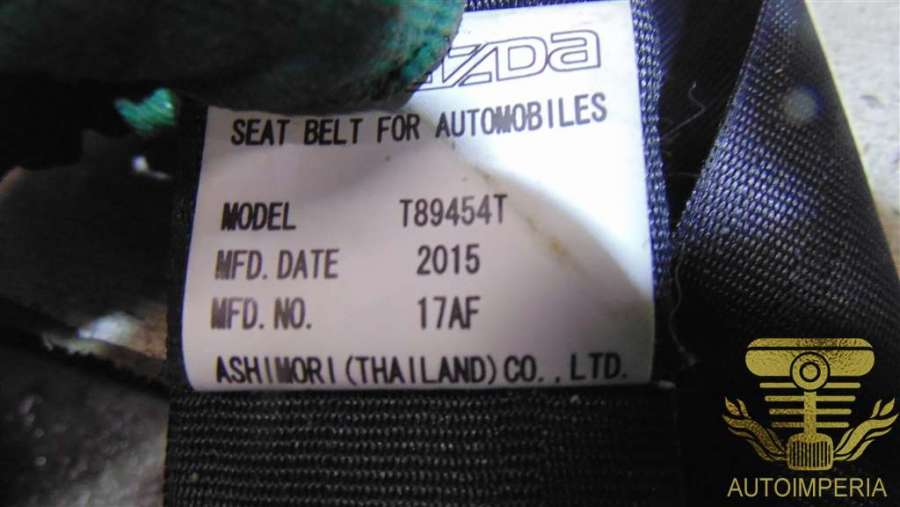 SEAT BELT FOR AUTOMOBILES
MODEL T89454T
MFD. DATE 2015
MFD. NO. 17AF
ASHIMORI (THAILAND) CO., LTD.
AUTOIMPERIA